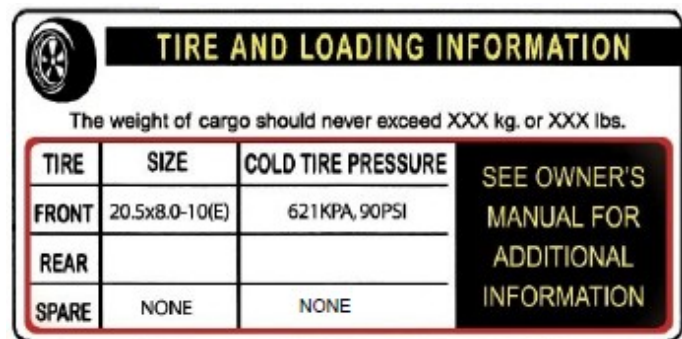 TIRE AND LOADING INFORMATION
The weight of cargo should never exceed XXX kg. or XXX lbs.
TIRE SIZE COLD TIRE PRESSURE
FRONT 20.5x8.0-10(E) 621KPA, 90PSI
REAR
SPARE NONE NONE
SEE OWNER'S
MANUAL FOR
ADDITIONAL
INFORMATION